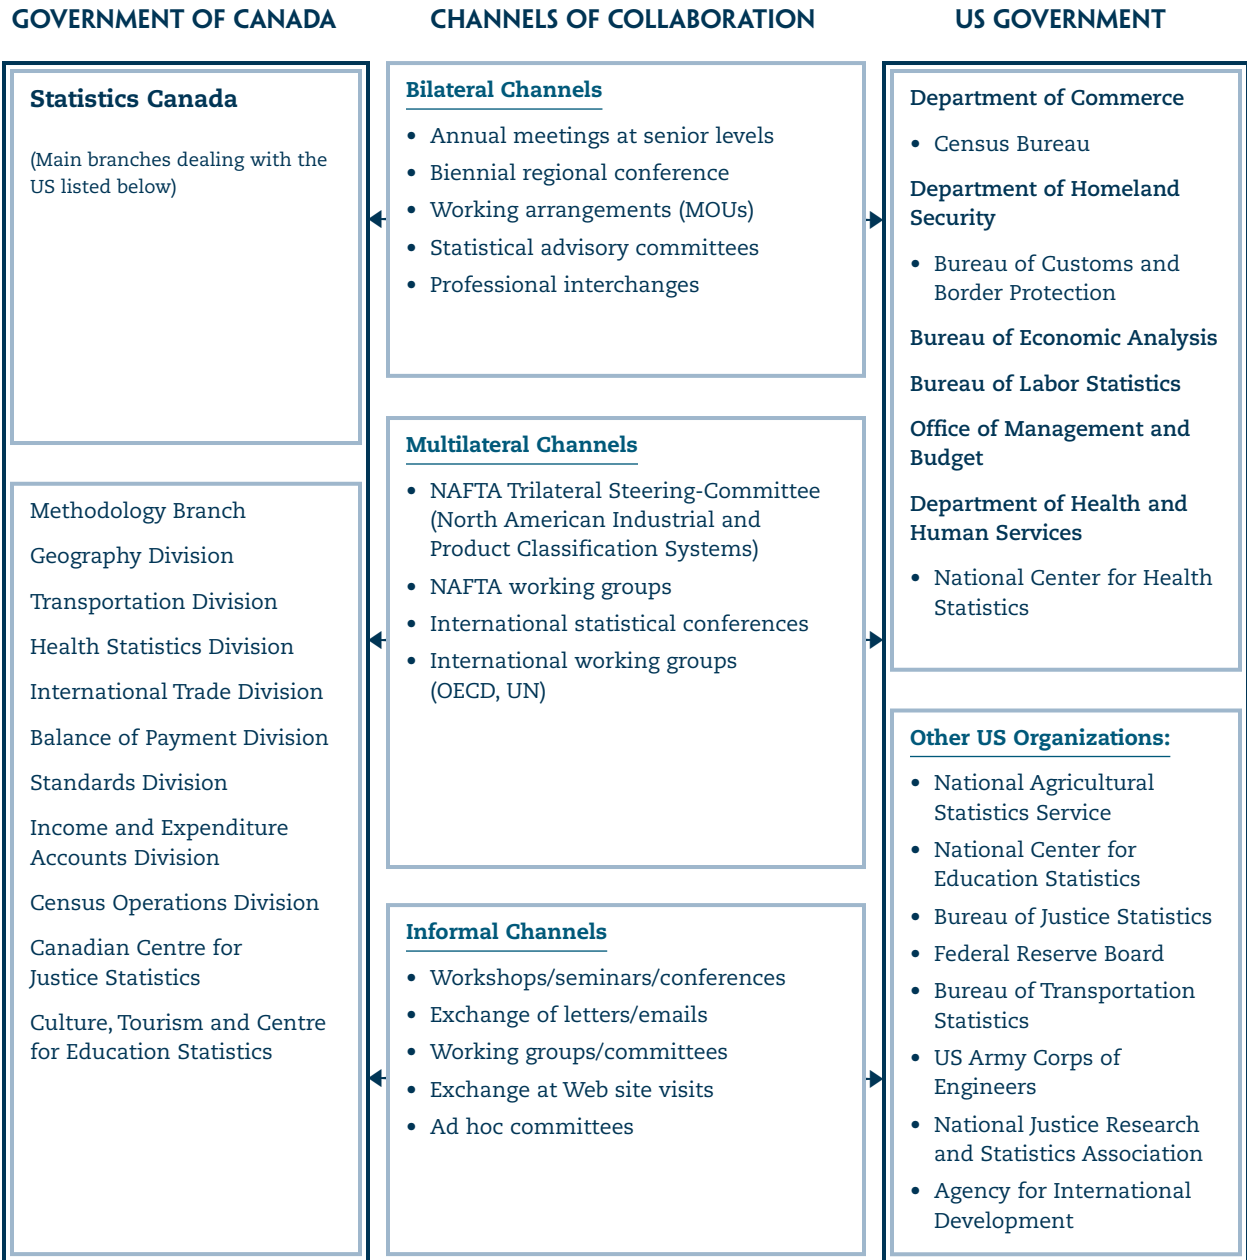 GOVERNMENT OF CANADA
CHANNELS OF COLLABORATION
US GOVERNMENT
Statistics Canada
(Main branches dealing with the
US listed below)
Methodology Branch
Geography Division
Transportation Division
Health Statistics Division
International Trade Division
Balance of Payment Division
Standards Division
Income and Expenditure
Accounts Division
Census Operations Division
Canadian Centre for
Justice Statistics
Culture, Tourism and Centre
for Education Statistics
Bilateral Channels
• Annual meetings at senior levels
• Biennial regional conference
• Working arrangements (MOUs)
• Statistical advisory committees
• Professional interchanges
Multilateral Channels
• NAFTA Trilateral Steering-Committee
(North American Industrial and
Product Classification Systems)
• NAFTA working groups
• International statistical conferences
• International working groups
(OECD, UN)
Informal Channels
• Workshops/seminars/conferences
• Exchange of letters/emails
• Working groups/committees
• Exchange at Web site visits
• Ad hoc committees
Department of Commerce
• Census Bureau
Department of Homeland
Security
• Bureau of Customs and
Border Protection
Bureau of Economic Analysis
Bureau of Labor Statistics
Office of Management and
Budget
Department of Health and
Human Services
• National Center for Health
Statistics
Other US Organizations:
• National Agricultural
Statistics Service
• National Center for
Education Statistics
• Bureau of Justice Statistics
• Federal Reserve Board
• Bureau of Transportation
Statistics
• US Army Corps of
Engineers
• National Justice Research
and Statistics Association
• Agency for International
Development